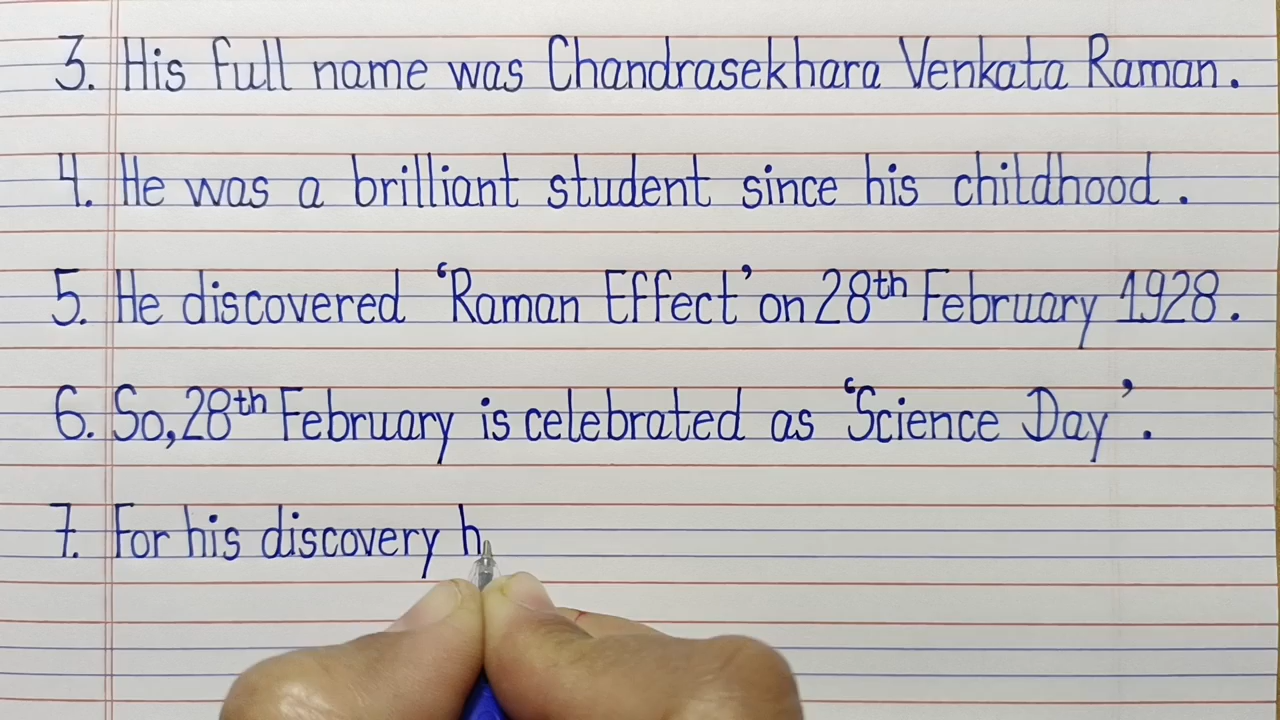 3. His full name was Chandrasekhara Venkata Raman.
4. He was a brilliant student since his childhood.
5. He discovered ‘Raman Effect’ on 28th February 1928.
6. So, 28th February is celebrated as ‘Science Day’.
7. For his discovery h